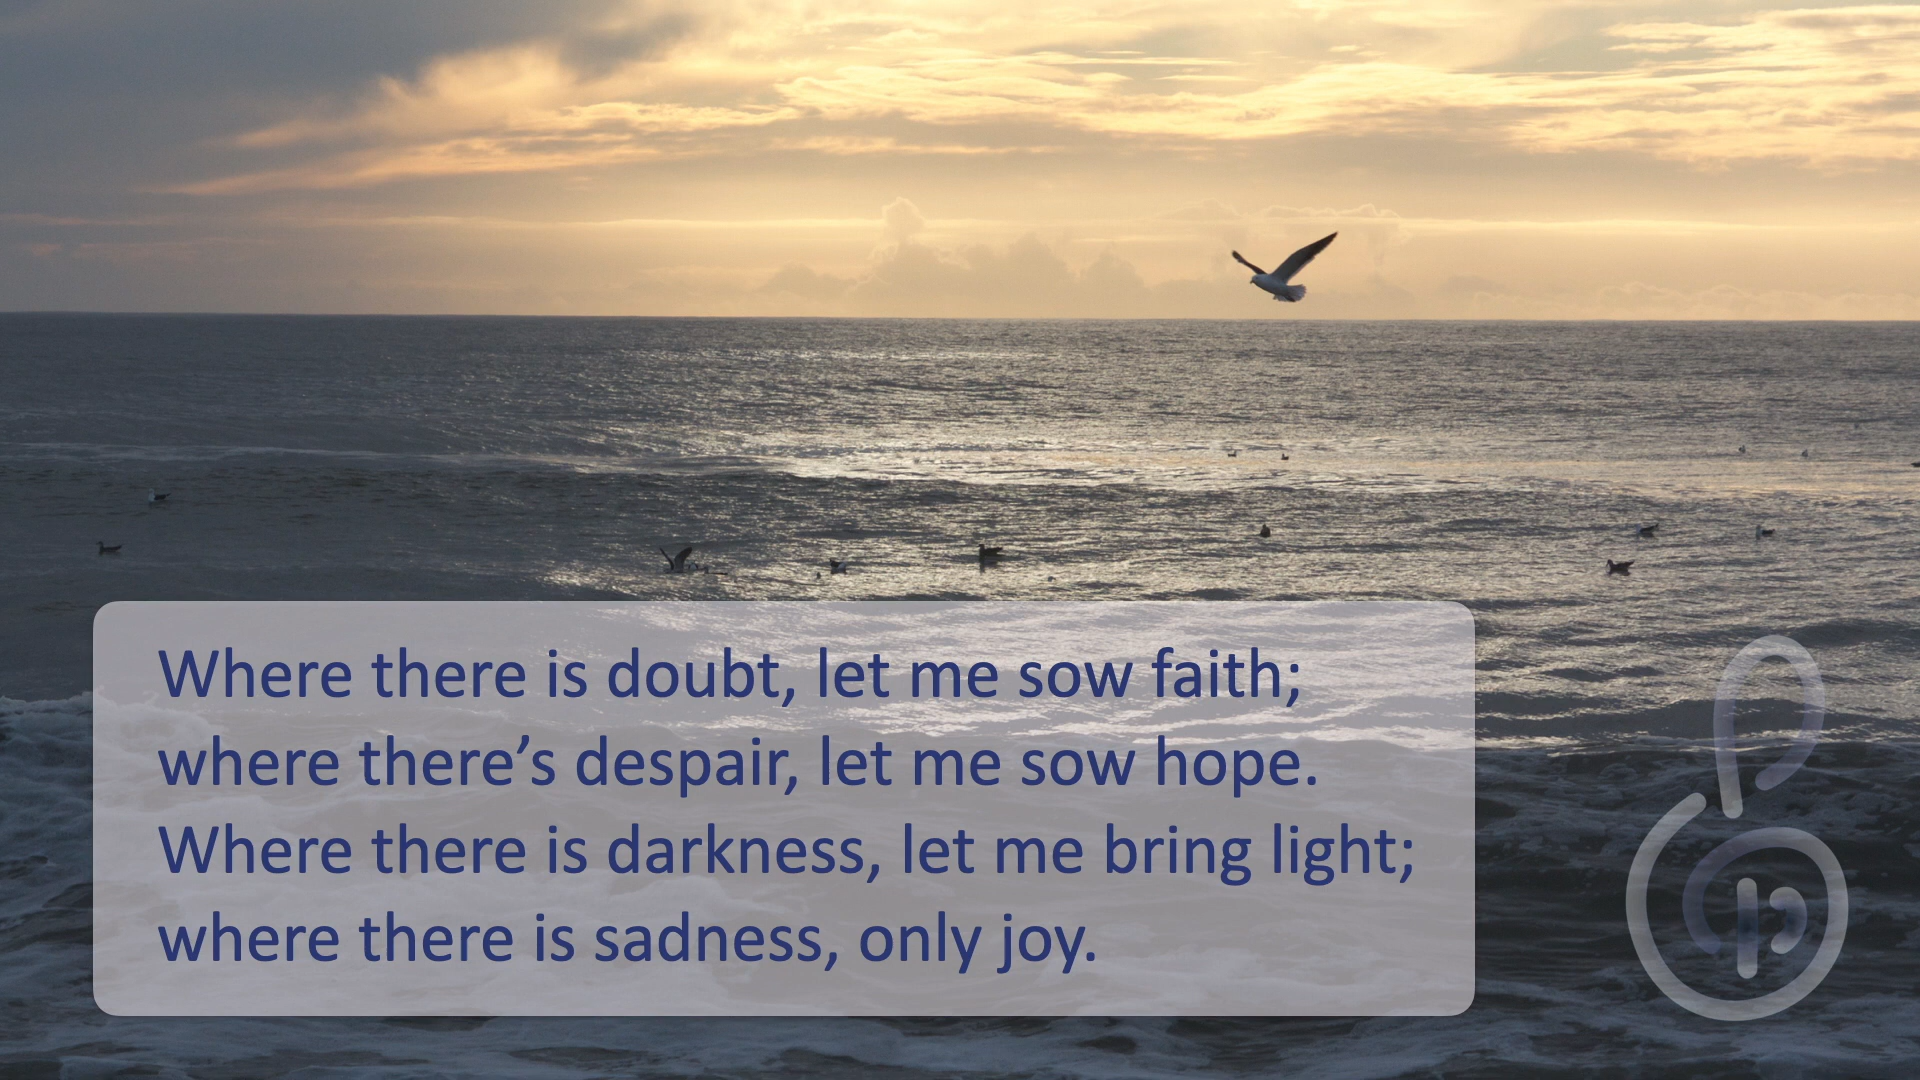 Where there is doubt, let me sow faith;
where there’s despair, let me sow hope.
Where there is darkness, let me bring light;
where there is sadness, only joy.